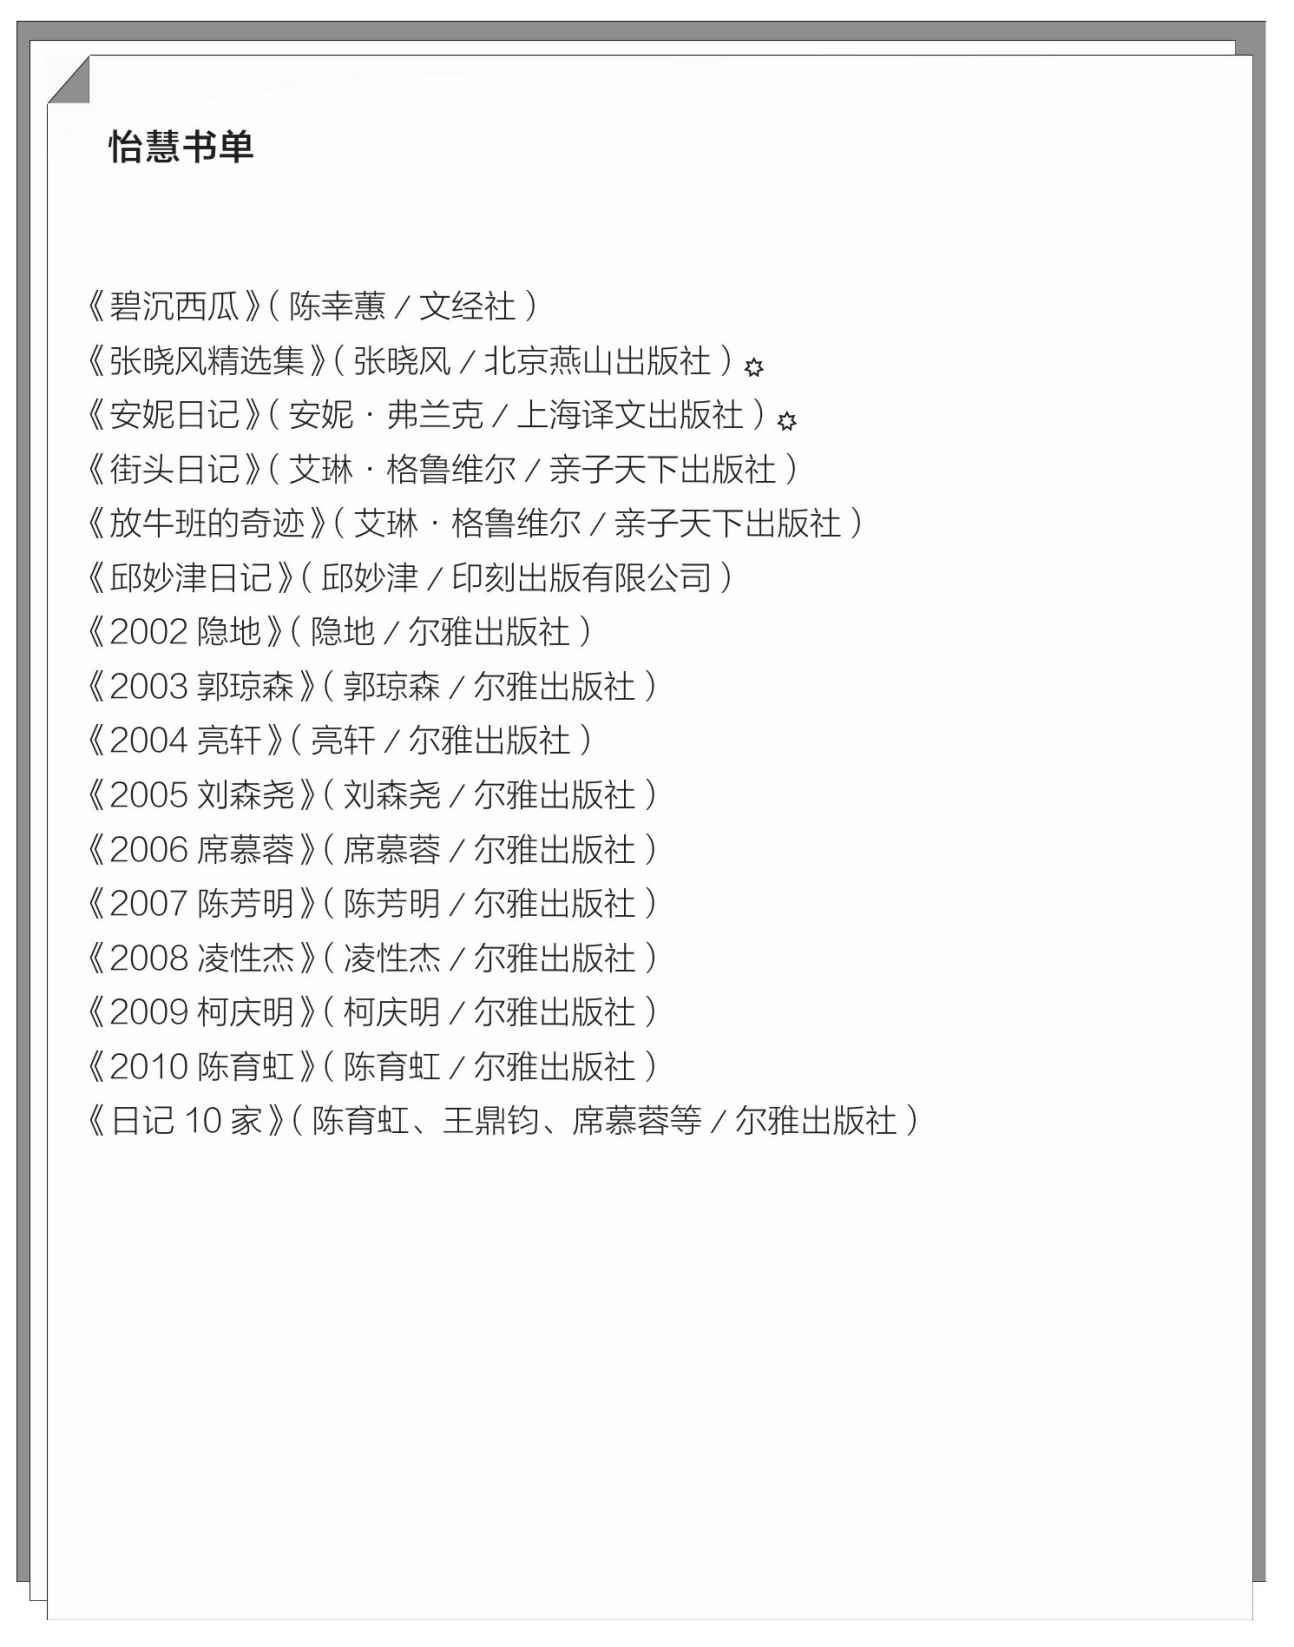 怡慧书单
《碧沉西瓜》（陈幸蕙 / 文经社）
《张晓风精选集》（张晓风 / 北京燕山出版社）✡
《安妮日记》（安妮 · 弗兰克 / 上海译文出版社）✡
《街头日记》（艾琳 · 格鲁维尔 / 亲子天下出版社）
《放牛班的奇迹》（艾琳 · 格鲁维尔 / 亲子天下出版社）
《邱妙津日记》（邱妙津 / 印刻出版有限公司）
《2002 隐地》（隐地 / 尔雅出版社）
《2003 郭琼森》（郭琼森 / 尔雅出版社）
《2004 亮轩》（亮轩 / 尔雅出版社）
《2005 刘森尧》（刘森尧 / 尔雅出版社）
《2006 席慕蓉》（席慕蓉 / 尔雅出版社）
《2007 陈芳明》（陈芳明 / 尔雅出版社）
《2008 凌性杰》（凌性杰 / 尔雅出版社）
《2009 柯庆明》（柯庆明 / 尔雅出版社）
《2010 陈育虹》（陈育虹 / 尔雅出版社）
《日记 10 家》（陈育虹、王鼎钧、席慕蓉等 / 尔雅出版社）